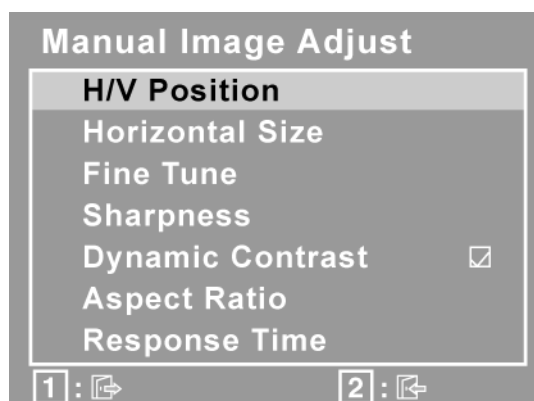 Manual Image Adjust
H/V Position
Horizontal Size
Fine Tune
Sharpness
Dynamic Contrast
Aspect Ratio
Response Time
1 : 2 :